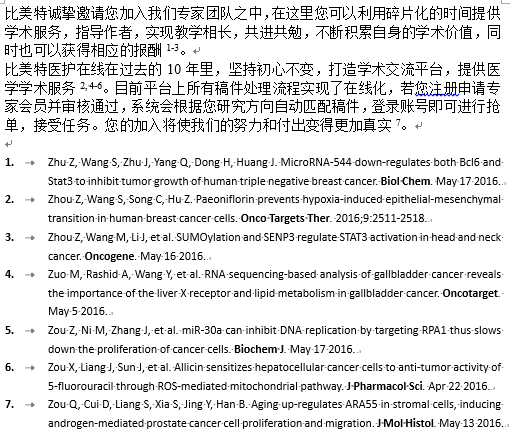 比美特诚挚邀请您加入我们专家团队之中,在这里您可以利用碎片化的时间提供
学术服务，指导作者，实现教学相长，共进共勉，不断积累自身的学术价值，同
时也可以获得相应的报酬 1-3。
比美特医护在线在过去的 10 年里，坚持初心不变，打造学术交流平台，提供医
学学术服务 2,4-6。目前平台上所有稿件处理流程实现了在线化，若您注册申请专
家会员并审核通过，系统会根据您研究方向自动匹配稿件，登录账号即可进行抢
单，接受任务。您的加入将使我们的努力和付出变得更加真实 7。
1. Zhu Z, Wang S, Zhu J, Yang Q, Dong H, Huang J. MicroRNA-544 down-regulates both Bcl6 and
Stat3 to inhibit tumor growth of human triple negative breast cancer. Biol Chem. May 17 2016.
2. Zhou Z, Wang S, Song C, Hu Z. Paeoniflorin prevents hypoxia-induced epithelial-mesenchymal
transition in human breast cancer cells. Onco Targets Ther. 2016;9:2511-2518.
3. Zhou Z, Wang M, Li J, et al. SUMOylation and SENP3 regulate STAT3 activation in head and neck
cancer. Oncogene. May 16 2016.
4. Zuo M, Rashid A, Wang Y, et al. RNA sequencing-based analysis of gallbladder cancer reveals
the importance of the liver X receptor and lipid metabolism in gallbladder cancer. Oncotarget.
May 5 2016.
5. Zou Z, Ni M, Zhang J, et al. miR-30a can inhibit DNA replication by targeting RPA1 thus slows
down the proliferation of cancer cells. Biochem J. May 17 2016.
6. Zou X, Liang J, Sun J, et al. Allicin sensitizes hepatocellular cancer cells to anti-tumor activity of
5-fluorouracil through ROS-mediated mitochondrial pathway. J Pharmacol Sci. Apr 22 2016.
7. Zou Q, Cui D, Liang S, Xia S, Jing Y, Han B. Aging up-regulates ARA55 in stromal cells, inducing
androgen-mediated prostate cancer cell proliferation and migration. J Mol Histol. May 13 2016.